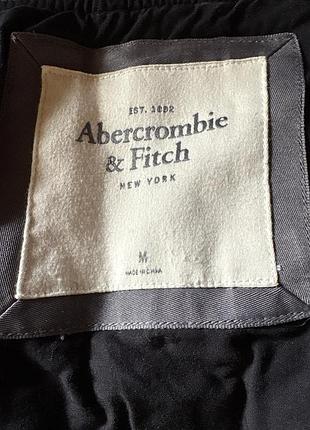 EST. 1892
Abercrombie
& Fitch
NEW YORK
M
MADE IN CHINA